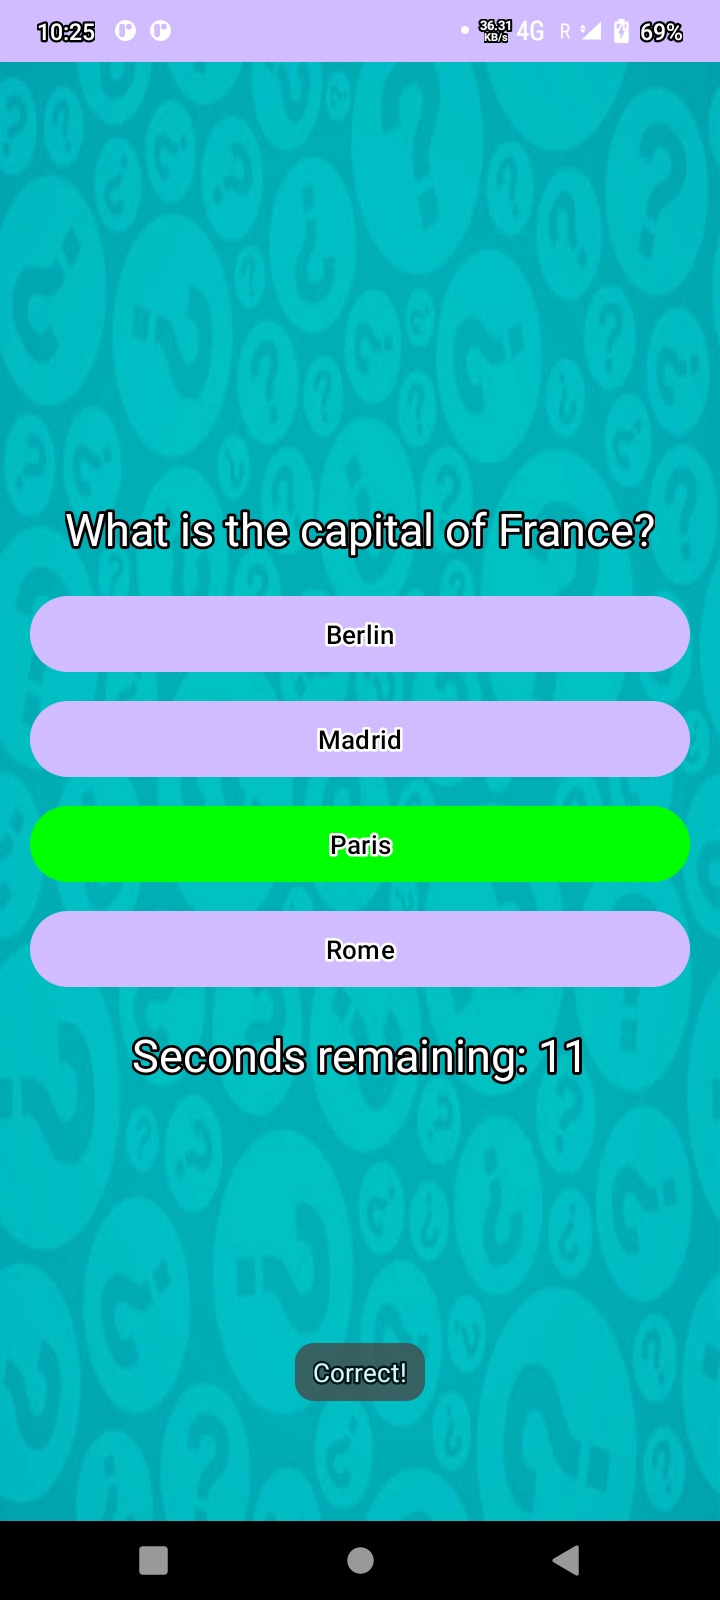 10:25 36.31 KB/s 4G R 69%
What is the capital of France?
Berlin
Madrid
Paris
Rome
Seconds remaining: 11
Correct!